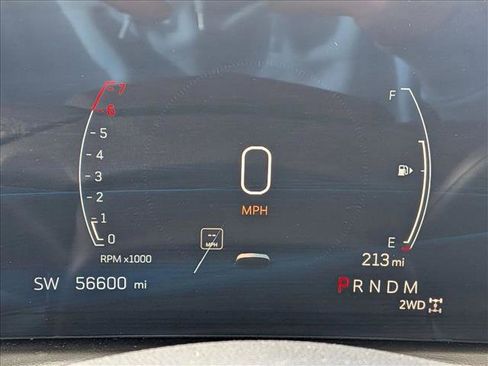 7
6
5
4
3
2
1
0
RPM x1000
0
MPH
--
MPH
F
E
213 mi
SW 56600 mi
P R N D M
2WD